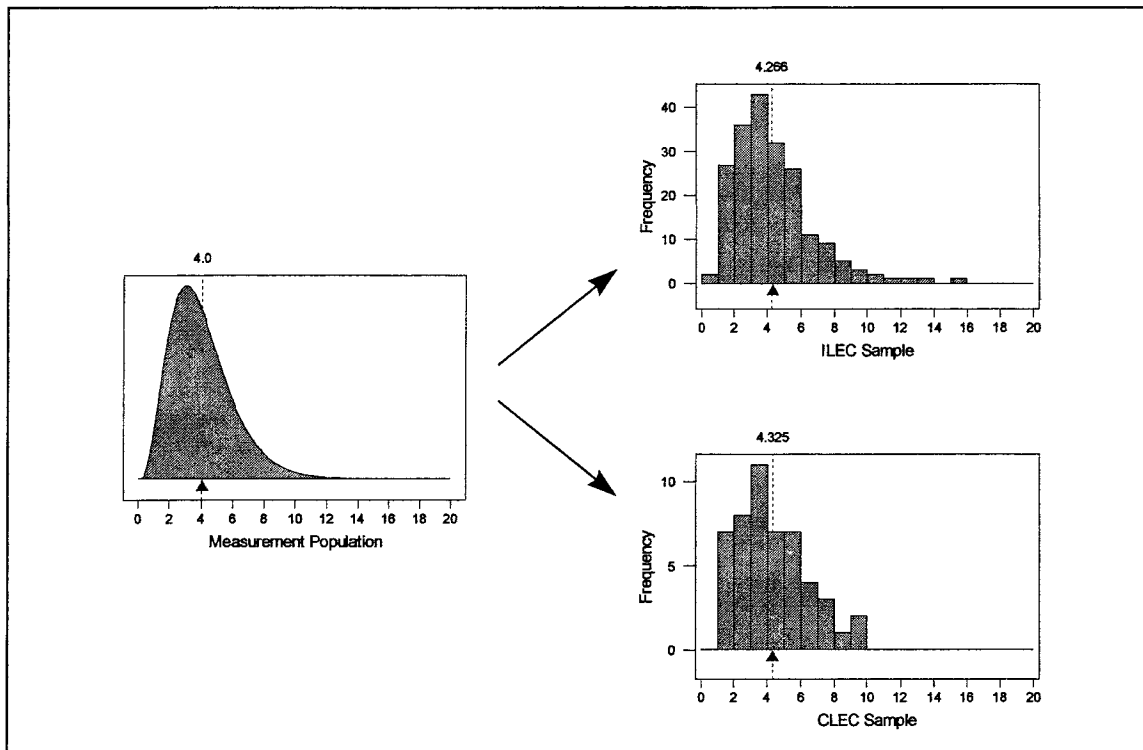 4.0
0 2 4 6 8 10 12 14 16 18 20
Measurement Population
4.266
Frequency
40
30
20
10
0
0 2 4 6 8 10 12 14 16 18 20
ILEC Sample
4.325
Frequency
10
5
0
0 2 4 6 8 10 12 14 16 18 20
CLEC Sample